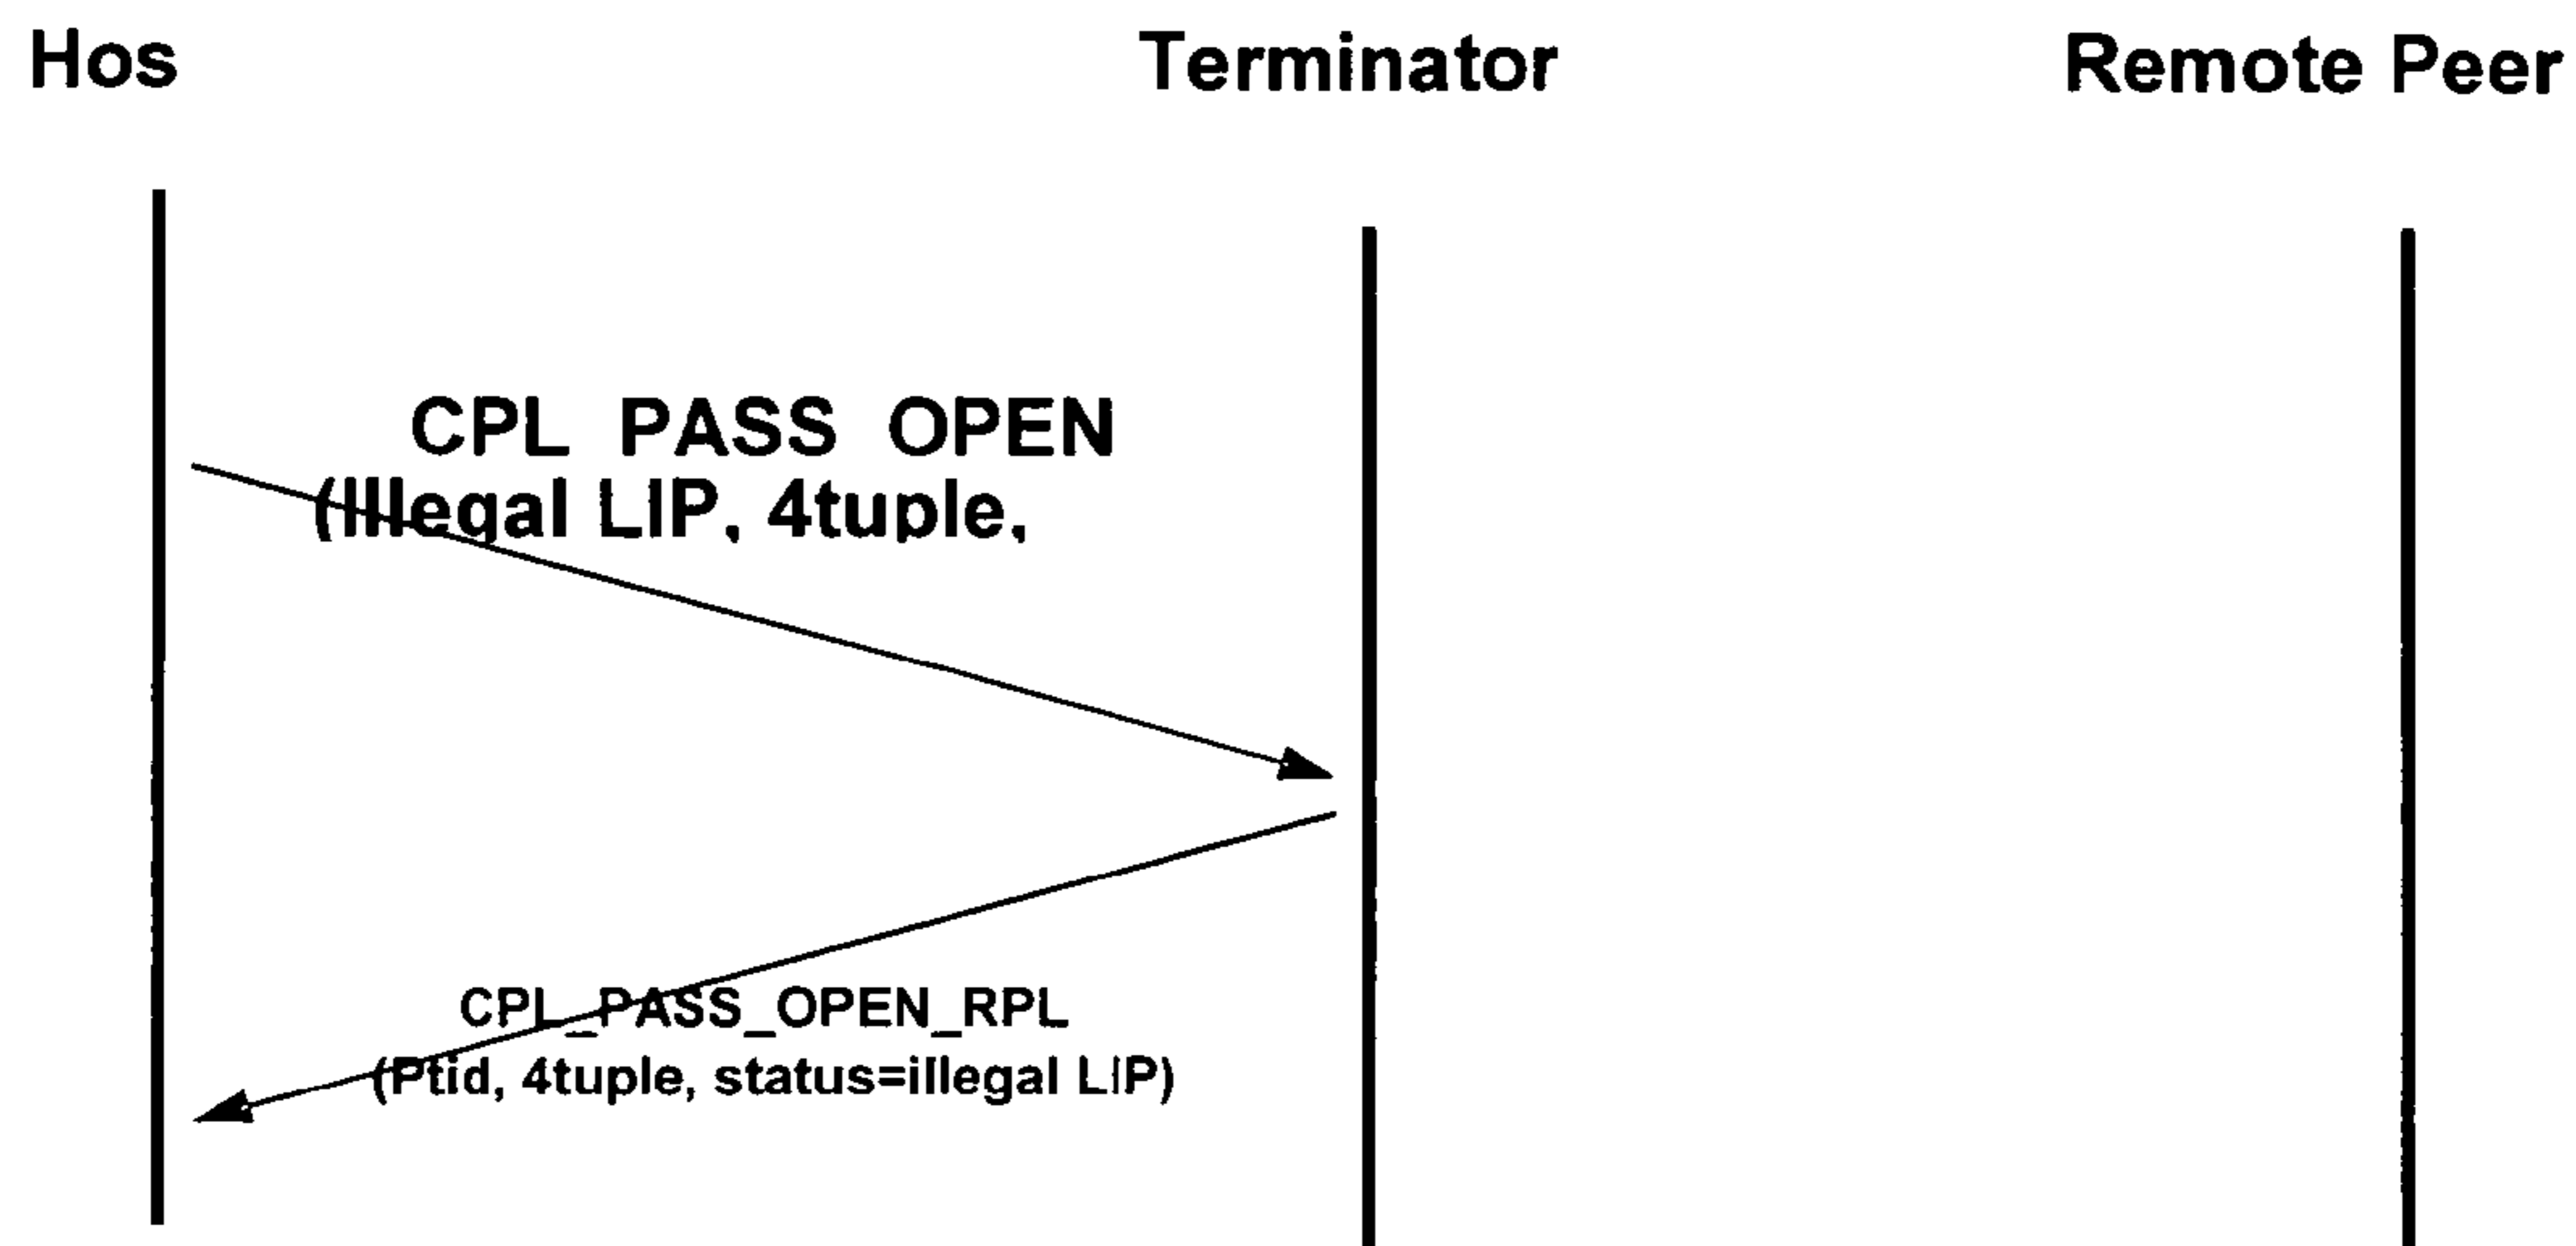 Hos Terminator Remote Peer
CPL PASS OPEN
(Illegal LIP, 4tuple,
CPL_PASS_OPEN_RPL
(Ptid, 4tuple, status=illegal LIP)